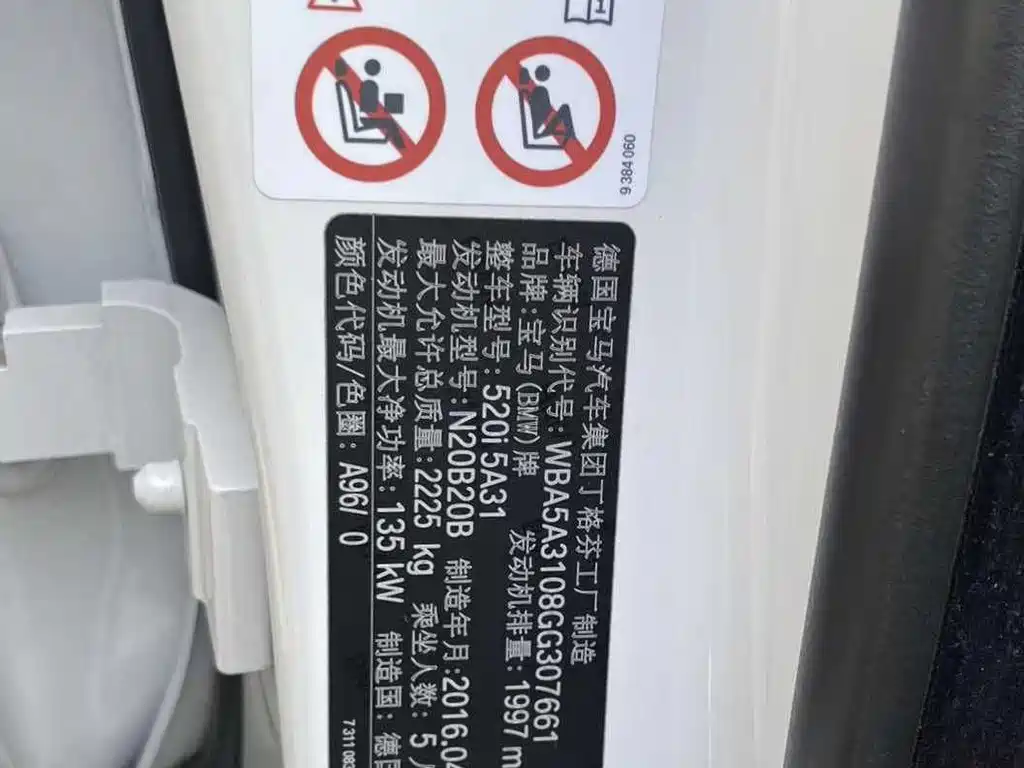 9 384 060
德国宝马汽车集团丁格芬工厂制造
车辆识别代号:WBA5A3108GG307661
品牌:宝马(BMW)牌 发动机排量:1997 m
整车型号:520i 5A31
发动机型号:N20B20B 制造年月:2016.04
最大允许总质量:2225 kg 乘坐人数:5
发动机最大净功率:135 kW 制造国:德
颜色代码/色圈:A96/ 0
7311 083